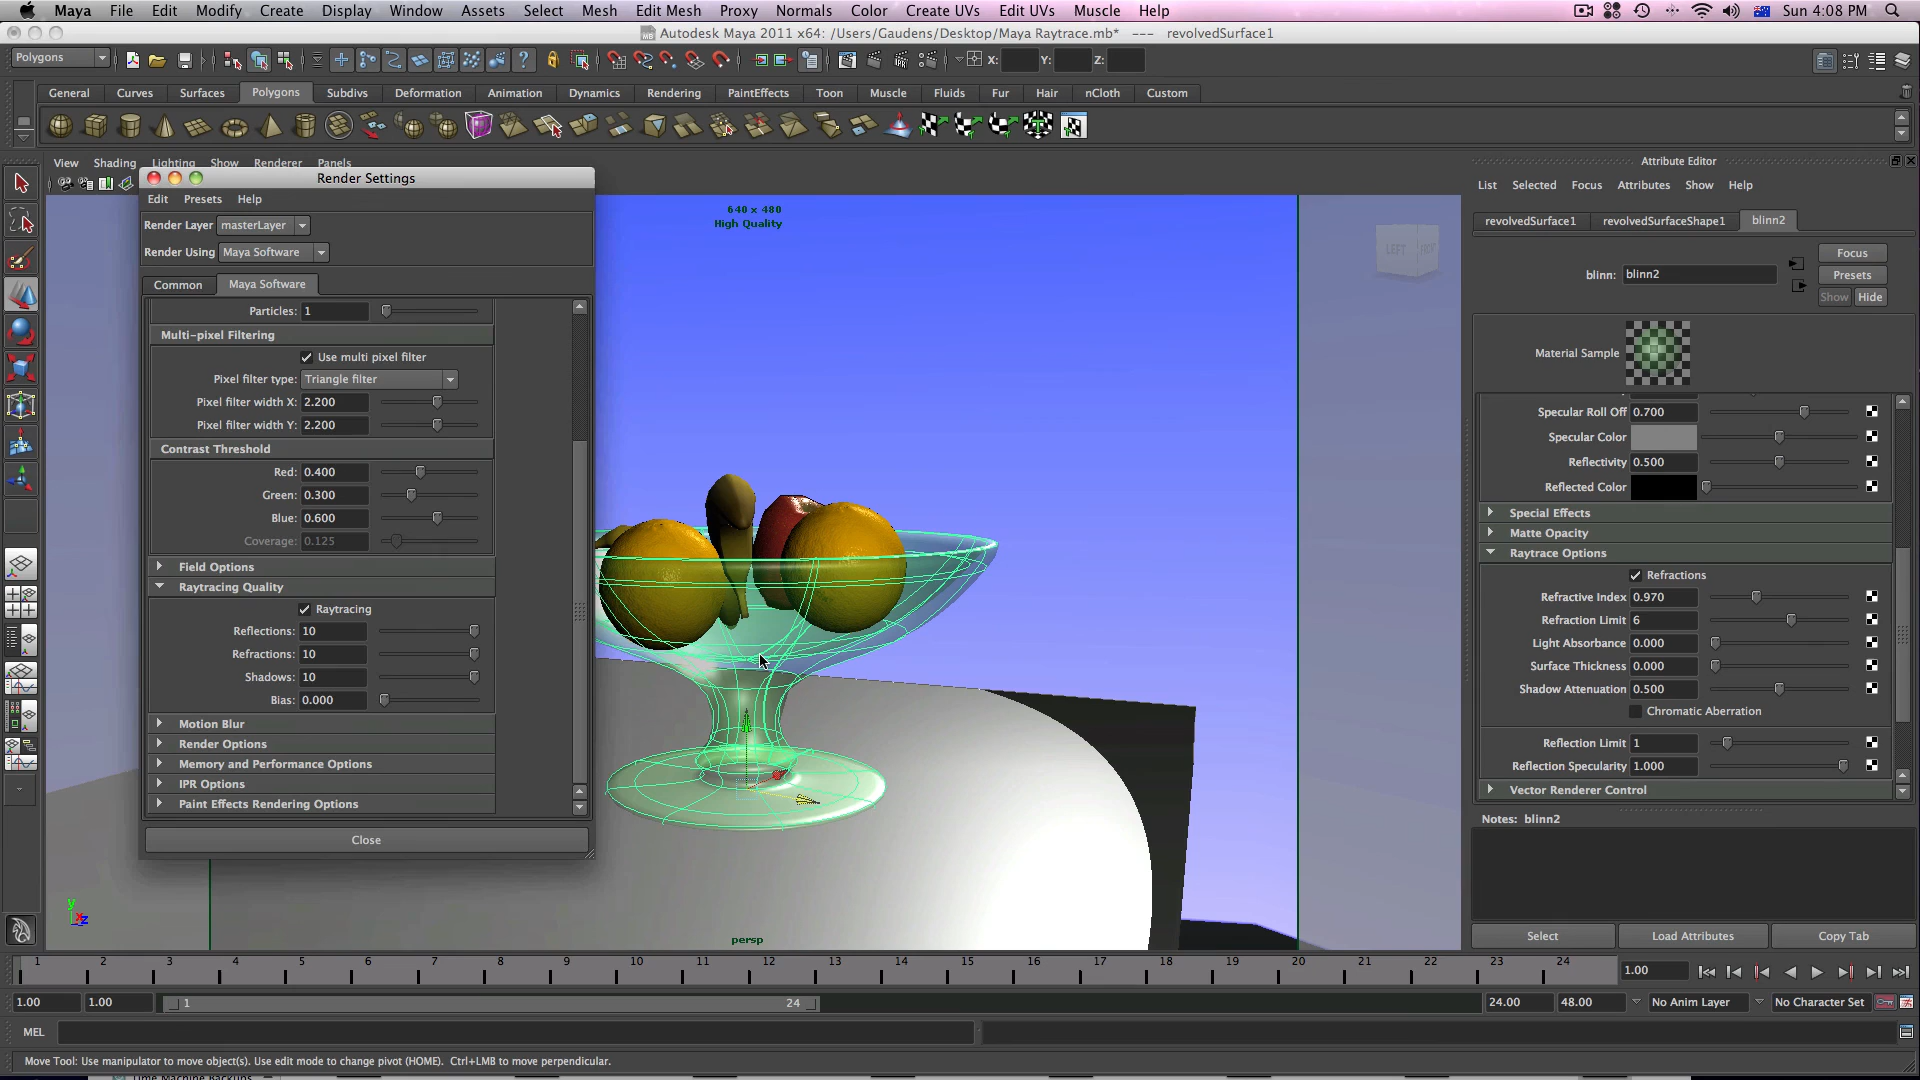 Maya File Edit Modify Create Display Window Assets Select Mesh Edit Mesh Proxy Normals Color Create UVs Edit UVs Muscle Help Sun 4:08 PM
Autodesk Maya 2011 x64: /Users/Gaudens/Desktop/Maya Raytrace.mb* --- revolvedSurface1
Polygons X: Y: Z:
General Curves Surfaces Polygons Subdivs Deformation Animation Dynamics Rendering PaintEffects Toon Muscle Fluids Fur Hair nCloth Custom
View Shading Lighting Show Renderer Panels
Render Settings
Edit Presets Help
Render Layer masterLayer
Render Using Maya Software
Common Maya Software
Particles: 1
Multi-pixel Filtering
Use multi pixel filter
Pixel filter type: Triangle filter
Pixel filter width X: 2.200
Pixel filter width Y: 2.200
Contrast Threshold
Red: 0.400
Green: 0.300
Blue: 0.600
Coverage: 0.125
Field Options
Raytracing Quality
Raytracing
Reflections: 10
Refractions: 10
Shadows: 10
Bias: 0.000
Motion Blur
Render Options
Memory and Performance Options
IPR Options
Paint Effects Rendering Options
Close
640 x 480
High Quality
LEFT
persp
y
x z
Attribute Editor
List Selected Focus Attributes Show Help
revolvedSurface1 revolvedSurfaceShape1 blinn2
Focus
blinn: blinn2
Presets
Show Hide
Material Sample
Specular Roll Off 0.700
Specular Color
Reflectivity 0.500
Reflected Color
Special Effects
Matte Opacity
Raytrace Options
Refractions
Refractive Index 0.970
Refraction Limit 6
Light Absorbance 0.000
Surface Thickness 0.000
Shadow Attenuation 0.500
Chromatic Aberration
Reflection Limit 1
Reflection Specularity 1.000
Vector Renderer Control
Notes: blinn2
Select Load Attributes Copy Tab
1 2 3 4 5 6 7 8 9 10 11 12 13 14 15 16 17 18 19 20 21 22 23 24 1.00
1.00 1.00 1 24 24.00 48.00 No Anim Layer No Character Set
MEL
Move Tool: Use manipulator to move object(s). Use edit mode to change pivot (HOME). Ctrl+LMB to move perpendicular.
Time Machine Backups